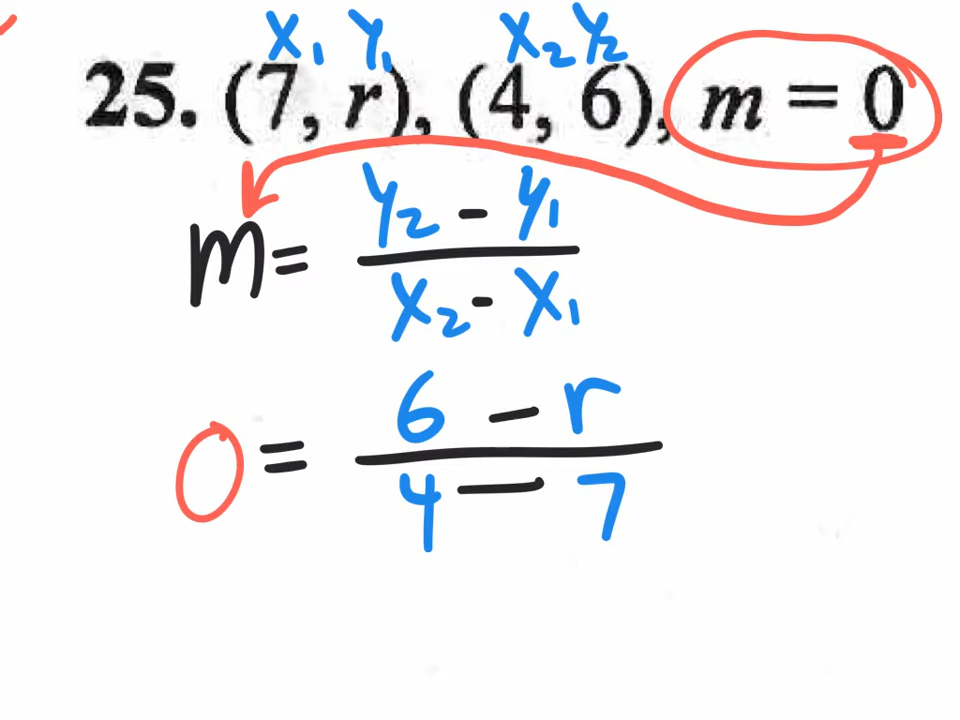 X₁ Y₁ X₂ Y₂
25. (7, r), (4, 6), m = 0
m = y₂ - y₁
x₂ - x₁
0 = 6 - r
4 - 7